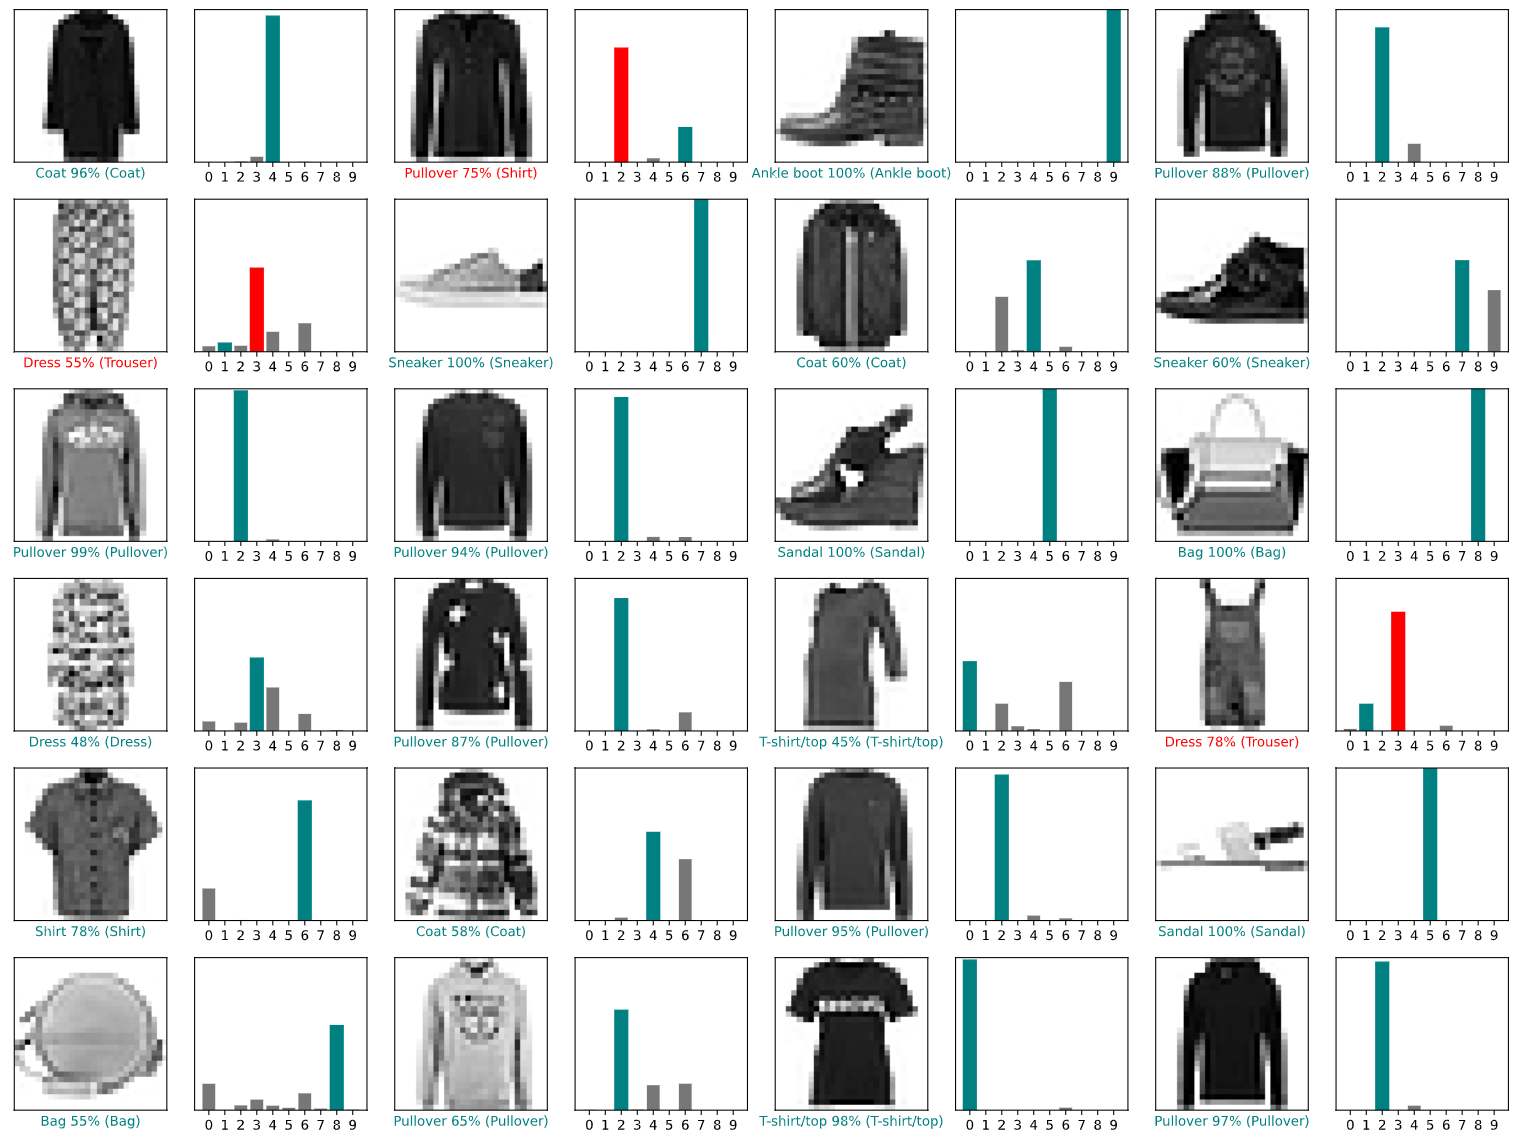 0 1 2 3 4 5 6 7 8 9 0 1 2 3 4 5 6 7 8 9 0 1 2 3 4 5 6 7 8 9 0 1 2 3 4 5 6 7 8 9
Coat 96% (Coat) Pullover 75% (Shirt) Ankle boot 100% (Ankle boot) Pullover 88% (Pullover)
0 1 2 3 4 5 6 7 8 9 0 1 2 3 4 5 6 7 8 9 0 1 2 3 4 5 6 7 8 9 0 1 2 3 4 5 6 7 8 9
Dress 55% (Trouser) Sneaker 100% (Sneaker) Coat 60% (Coat) Sneaker 60% (Sneaker)
0 1 2 3 4 5 6 7 8 9 0 1 2 3 4 5 6 7 8 9 0 1 2 3 4 5 6 7 8 9 0 1 2 3 4 5 6 7 8 9
Pullover 99% (Pullover) Pullover 94% (Pullover) Sandal 100% (Sandal) Bag 100% (Bag)
0 1 2 3 4 5 6 7 8 9 0 1 2 3 4 5 6 7 8 9 0 1 2 3 4 5 6 7 8 9 0 1 2 3 4 5 6 7 8 9
Dress 48% (Dress) Pullover 87% (Pullover) T-shirt/top 45% (T-shirt/top) Dress 78% (Trouser)
0 1 2 3 4 5 6 7 8 9 0 1 2 3 4 5 6 7 8 9 0 1 2 3 4 5 6 7 8 9 0 1 2 3 4 5 6 7 8 9
Shirt 78% (Shirt) Coat 58% (Coat) Pullover 95% (Pullover) Sandal 100% (Sandal)
0 1 2 3 4 5 6 7 8 9 0 1 2 3 4 5 6 7 8 9 0 1 2 3 4 5 6 7 8 9 0 1 2 3 4 5 6 7 8 9
Bag 55% (Bag) Pullover 65% (Pullover) T-shirt/top 98% (T-shirt/top) Pullover 97% (Pullover)